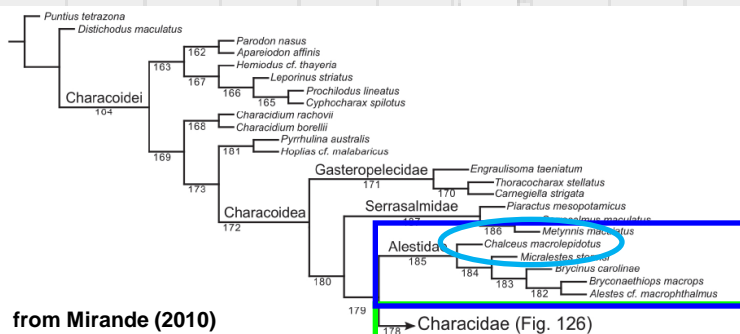 Puntius tetrazona
Distichodus maculatus
Parodon nasus
162
Apareiodon affinis
163
Hemiodus cf. thayeria
167
Leporinus striatus
166
Prochilodus lineatus
165
Characoidei
Cyphocharax spilotus
104
Characidium rachovii
168
Characidium borellii
169
Pyrrhulina australis
181
Hoplias cf. malabaricus
173
Gasteropelecidae
Engraulisoma taeniatum
171
Thoracocharax stellatus
170
Carnegiella strigata
Serrasalmidae
Piaractus mesopotamicus
Characoidea
maculatus
172
186
Metynnis maculatus
Alestidae
Chalceus macrolepidotus
185
Micralestes
184
Brycinus carolinae
180
183
Bryconaethiops macrops
182
Alestes cf. macrophthalmus
179
from Mirande (2010)
178
Characidae (Fig. 126)